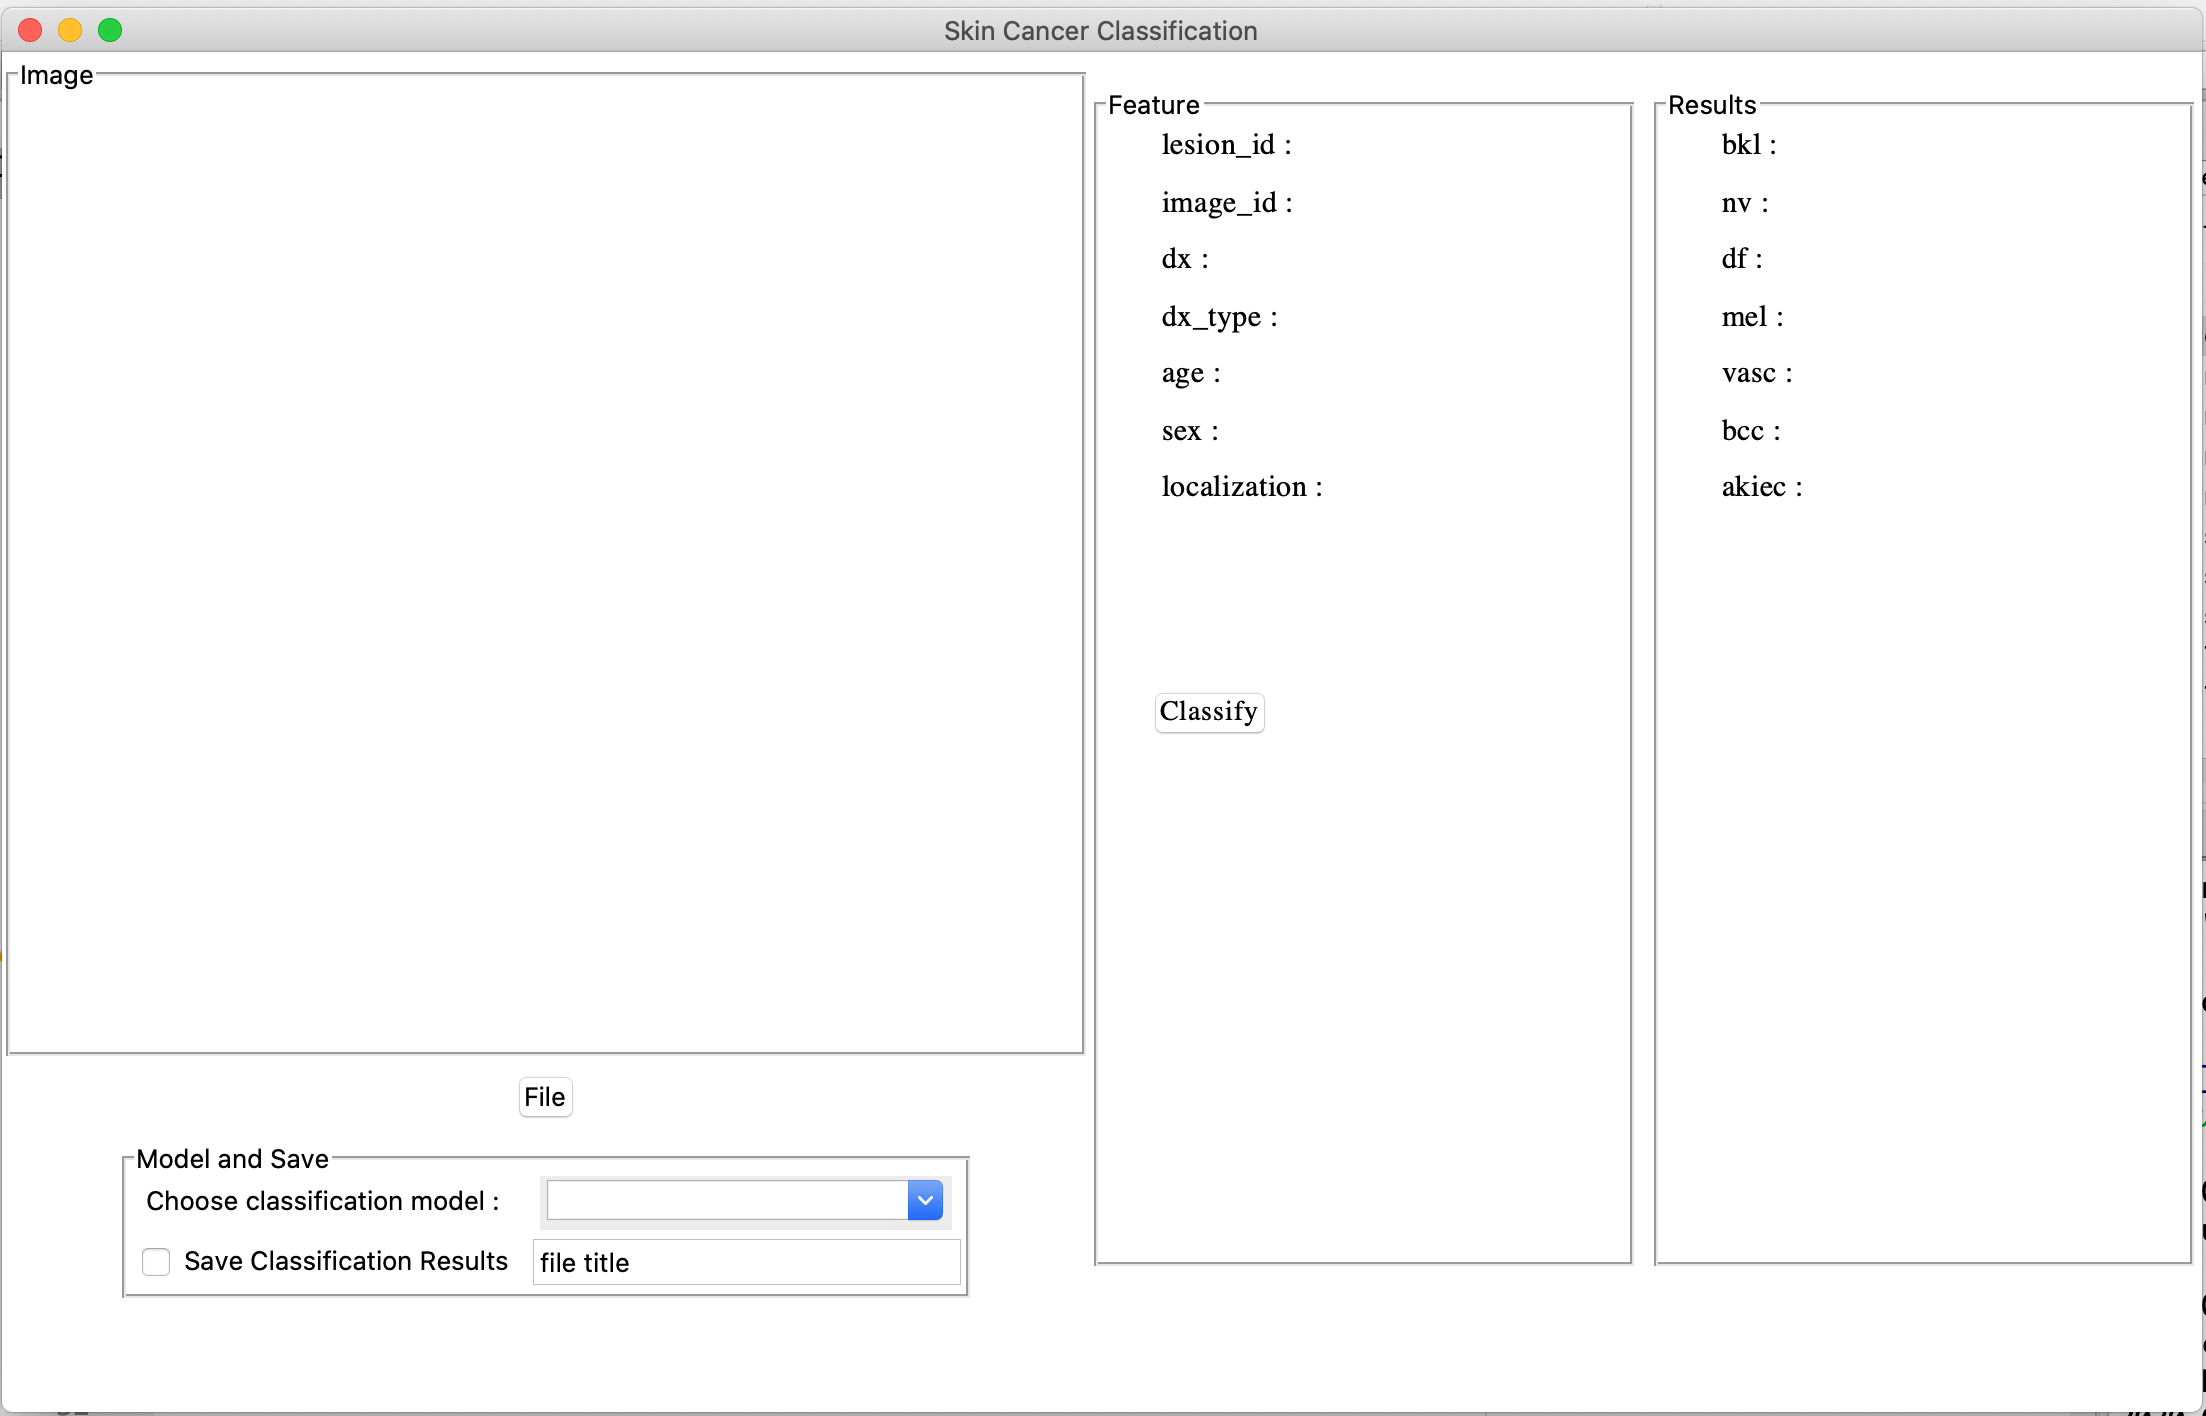 Skin Cancer Classification
Image
Feature
lesion_id :
image_id :
dx :
dx_type :
age :
sex :
localization :
Classify
Results
bkl :
nv :
df :
mel :
vasc :
bcc :
akiec :
File
Model and Save
Choose classification model :
Save Classification Results
file title